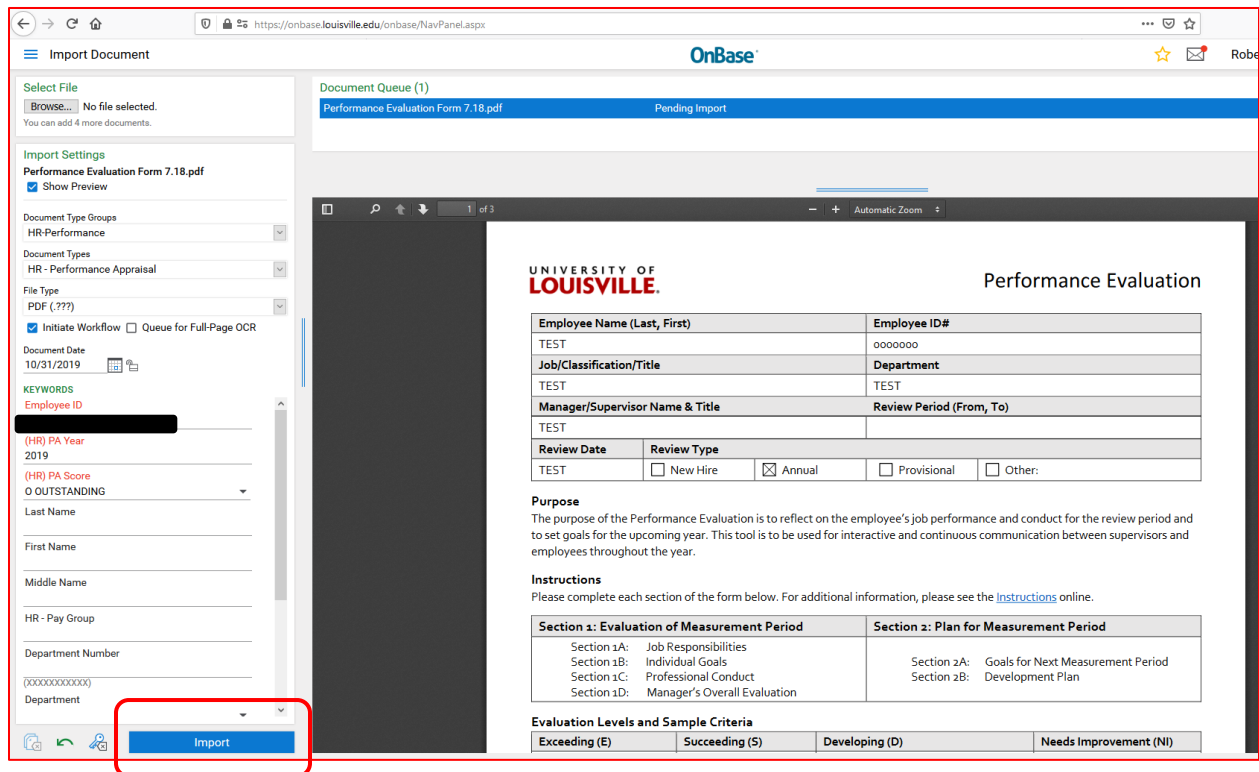 https://onbase.louisville.edu/onbase/NavPanel.aspx
Import Document
OnBase
Robe
Select File
Browse... No file selected.
You can add 4 more documents.
Import Settings
Performance Evaluation Form 7.18.pdf
Show Preview
Document Type Groups
HR-Performance
Document Types
HR - Performance Appraisal
File Type
PDF (.???)
Initiate Workflow Queue for Full-Page OCR
Document Date
10/31/2019
KEYWORDS
Employee ID
(HR) PA Year
2019
(HR) PA Score
O OUTSTANDING
Last Name
First Name
Middle Name
HR - Pay Group
Department Number
(XXXXXXXXXX)
Department
Import
Document Queue (1)
Performance Evaluation Form 7.18.pdf Pending Import
1 of 3 Automatic Zoom
UNIVERSITY OF
LOUISVILLE.
Performance Evaluation
Employee Name (Last, First) Employee ID#
TEST 0000000
Job/Classification/Title Department
TEST TEST
Manager/Supervisor Name & Title Review Period (From, To)
TEST
Review Date Review Type
TEST New Hire Annual Provisional Other:
Purpose
The purpose of the Performance Evaluation is to reflect on the employee's job performance and conduct for the review period and
to set goals for the upcoming year. This tool is to be used for interactive and continuous communication between supervisors and
employees throughout the year.
Instructions
Please complete each section of the form below. For additional information, please see the Instructions online.
Section 1: Evaluation of Measurement Period Section 2: Plan for Measurement Period
Section 1A: Job Responsibilities
Section 1B: Individual Goals
Section 1C: Professional Conduct
Section 1D: Manager's Overall Evaluation
Section 2A: Goals for Next Measurement Period
Section 2B: Development Plan
Evaluation Levels and Sample Criteria
Exceeding (E) Succeeding (S) Developing (D) Needs Improvement (NI)